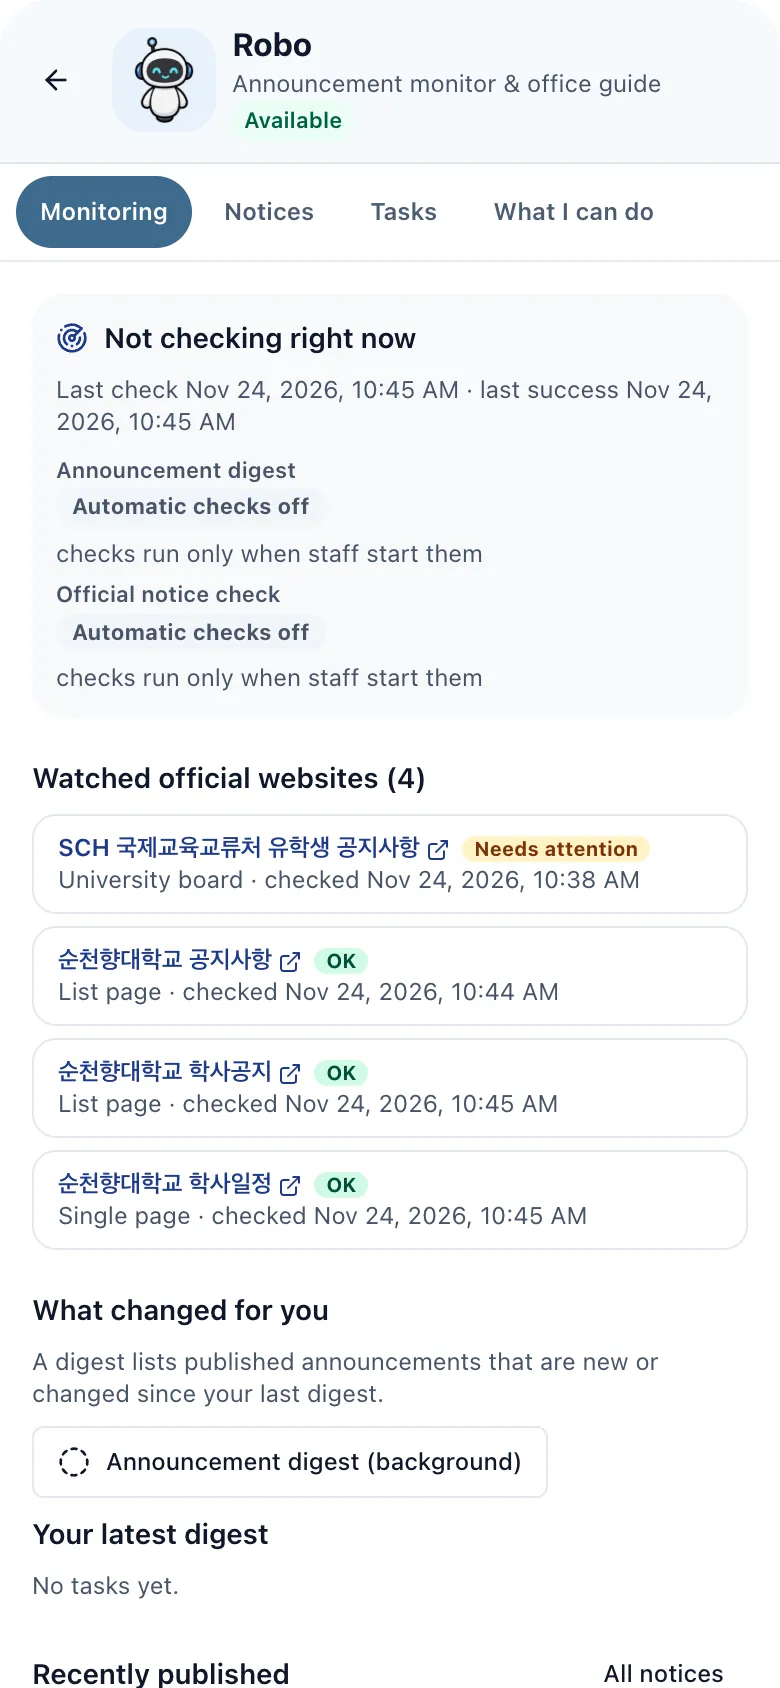 Robo
Announcement monitor & office guide
Available
Monitoring
Notices
Tasks
What I can do
Not checking right now
Last check Nov 24, 2026, 10:45 AM · last success Nov 24,
2026, 10:45 AM
Announcement digest
Automatic checks off
checks run only when staff start them
Official notice check
Automatic checks off
checks run only when staff start them
Watched official websites (4)
SCH 국제교육교류처 유학생 공지사항 Needs attention
University board · checked Nov 24, 2026, 10:38 AM
순천향대학교 공지사항 OK
List page · checked Nov 24, 2026, 10:44 AM
순천향대학교 학사공지 OK
List page · checked Nov 24, 2026, 10:45 AM
순천향대학교 학사일정 OK
Single page · checked Nov 24, 2026, 10:45 AM
What changed for you
A digest lists published announcements that are new or
changed since your last digest.
Announcement digest (background)
Your latest digest
No tasks yet.
Recently published
All notices